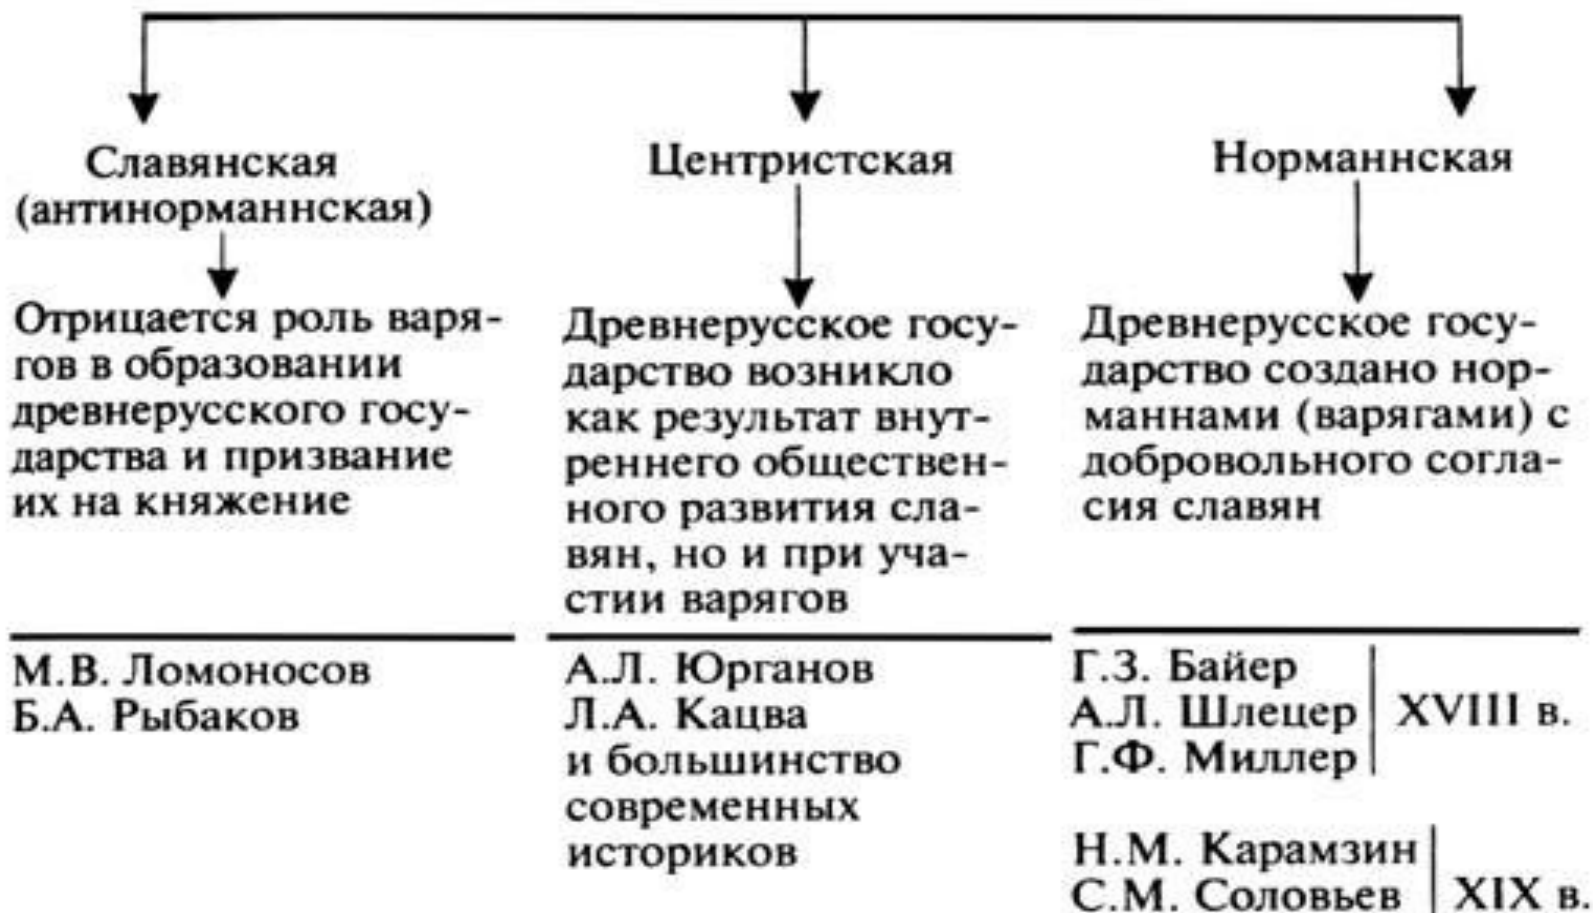 Славянская
(антинорманнская)
Отрицается роль варя-
гов в образовании
древнерусского госу-
дарства и призвание
их на княжение
М.В. Ломоносов
Б.А. Рыбаков
Центристская
Древнерусское госу-
дарство возникло
как результат внут-
реннего обществен-
ного развития сла-
вян, но и при уча-
стии варягов
А.Л. Юрганов
Л.А. Кацва
и большинство
современных
историков
Норманнская
Древнерусское госу-
дарство создано нор-
маннами (варягами) с
добровольного согла-
сия славян
Г.З. Байер
А.Л. Шлецер
Г.Ф. Миллер
XVIII в.
Н.М. Карамзин
С.М. Соловьев
XIX в.